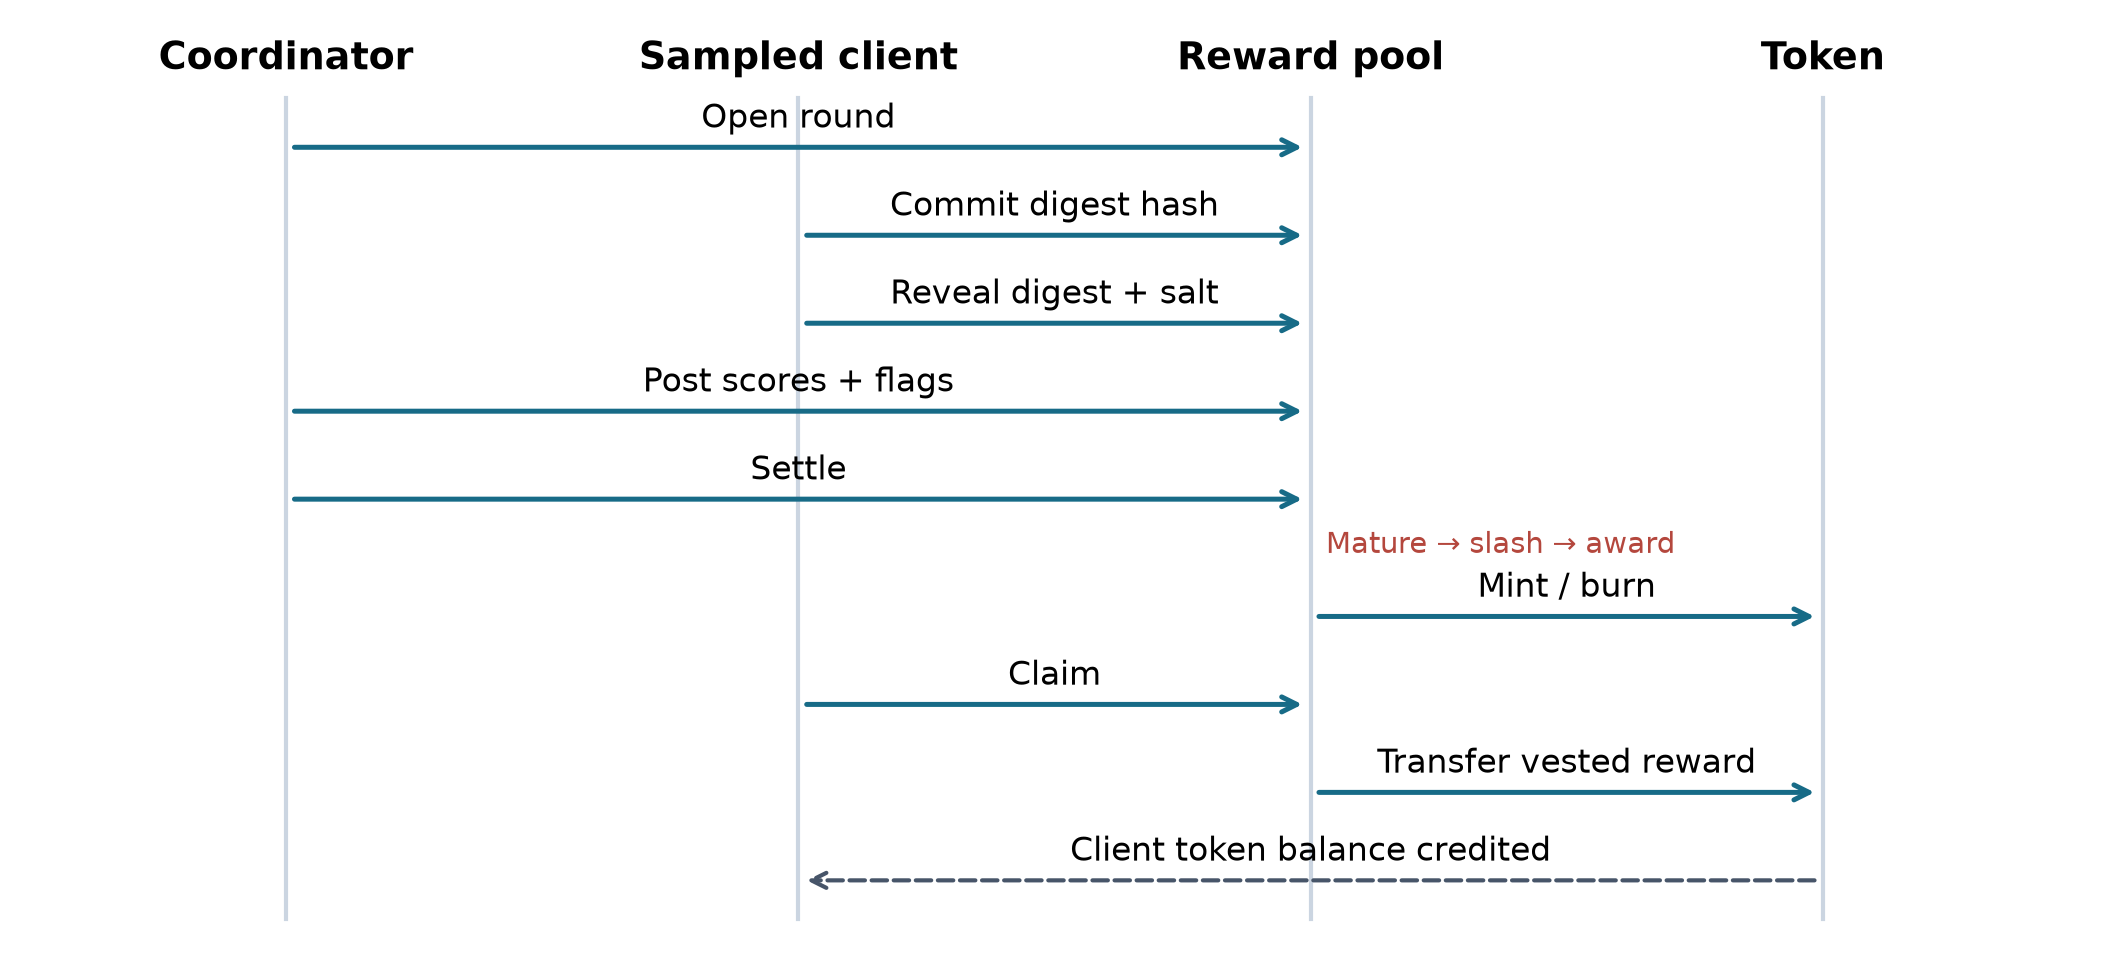 Coordinator
Sampled client
Reward pool
Token
Open round
Commit digest hash
Reveal digest + salt
Post scores + flags
Settle
Mature → slash → award
Mint / burn
Claim
Transfer vested reward
Client token balance credited